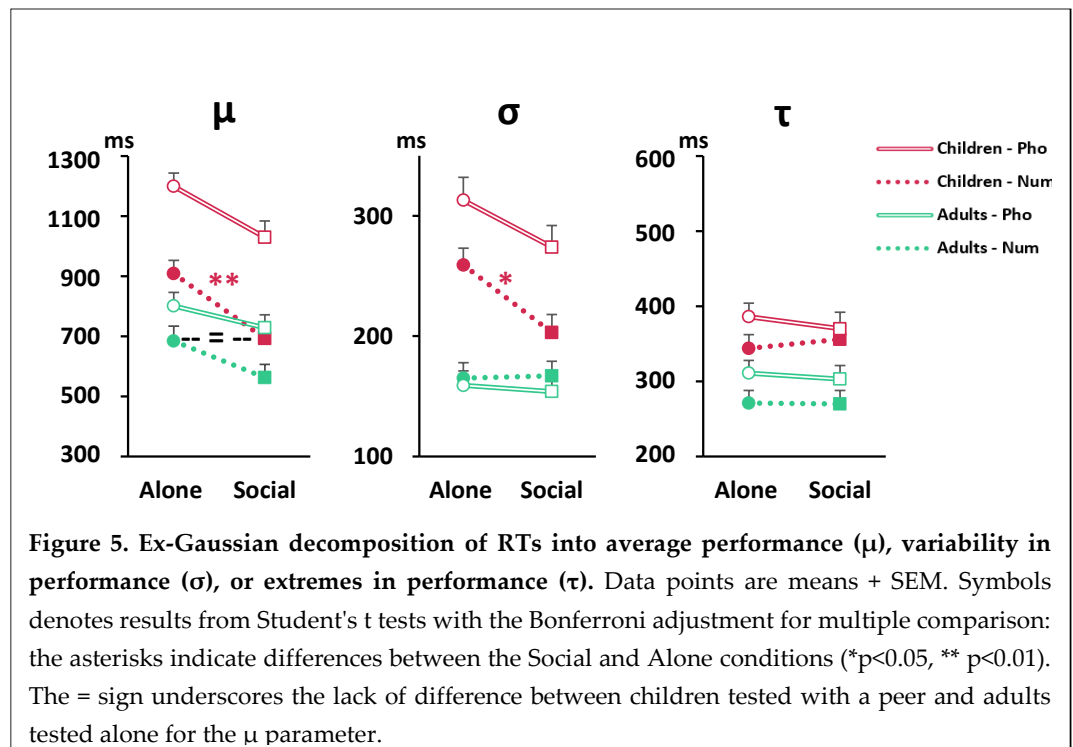 μ
σ
τ
ms
ms
ms
1300
1100
900
700
500
300
**
=
Alone
Social
300
200
100
*
Alone
Social
600
500
400
300
200
Alone
Social
Children - Pho
Children - Num
Adults - Pho
Adults - Num
Figure 5. Ex-Gaussian decomposition of RTs into average performance (μ), variability in
performance (σ), or extremes in performance (τ). Data points are means + SEM. Symbols
denotes results from Student's t tests with the Bonferroni adjustment for multiple comparison:
the asterisks indicate differences between the Social and Alone conditions (*p<0.05, ** p<0.01).
The = sign underscores the lack of difference between children tested with a peer and adults
tested alone for the μ parameter.